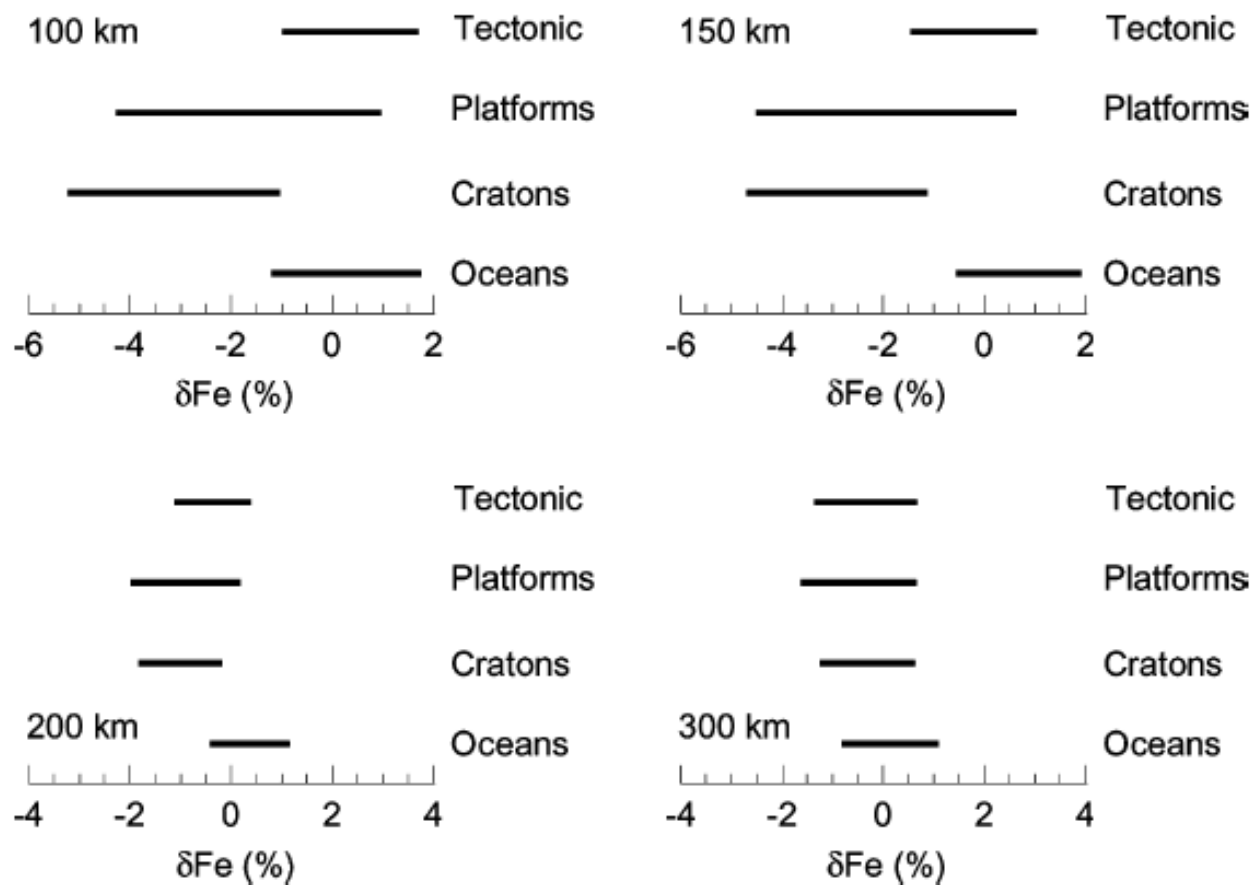 100 km
Tectonic
Platforms
Cratons
Oceans
-6 -4 -2 0 2
δFe (%)
150 km
Tectonic
Platforms
Cratons
Oceans
-6 -4 -2 0 2
δFe (%)
Tectonic
Platforms
Cratons
200 km
Oceans
-4 -2 0 2 4
δFe (%)
Tectonic
Platforms
Cratons
300 km
Oceans
-4 -2 0 2 4
δFe (%)